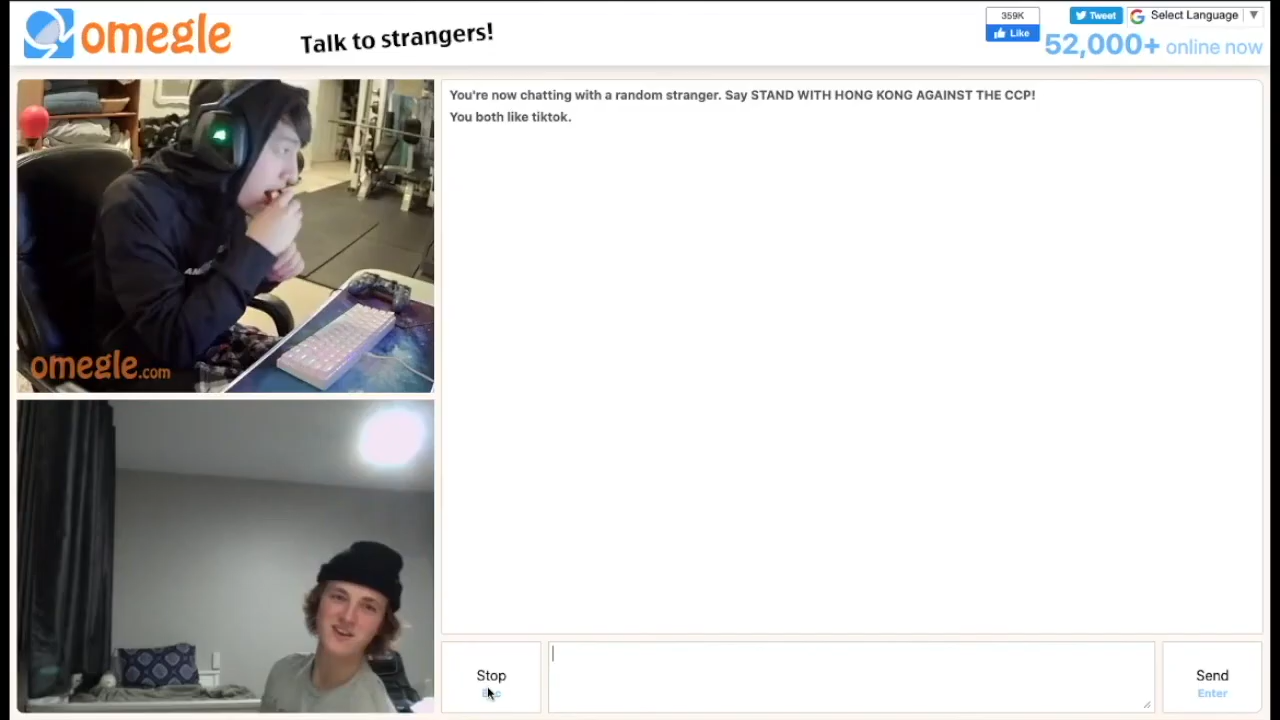 omegle
Talk to strangers!
359K
Like
Tweet
Select Language
52,000+ online now
You're now chatting with a random stranger. Say STAND WITH HONG KONG AGAINST THE CCP!
You both like tiktok.
omegle.com
Stop
Send
Enter